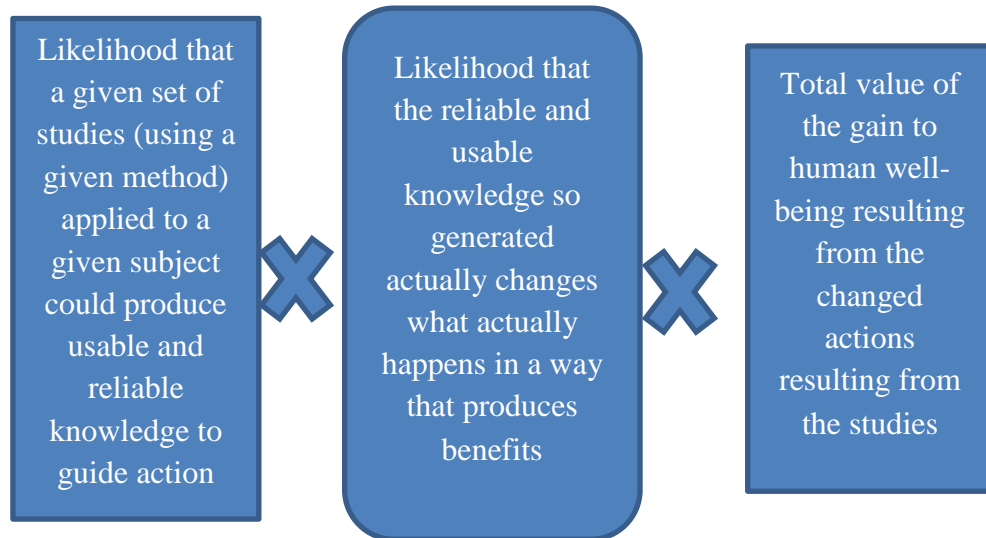 Likelihood that
a given set of
studies (using a
given method)
applied to a
given subject
could produce
usable and
reliable
knowledge to
guide action
Likelihood that
the reliable and
usable
knowledge so
generated
actually changes
what actually
happens in a way
that produces
benefits
Total value of
the gain to
human well-
being resulting
from the
changed
actions
resulting from
the studies